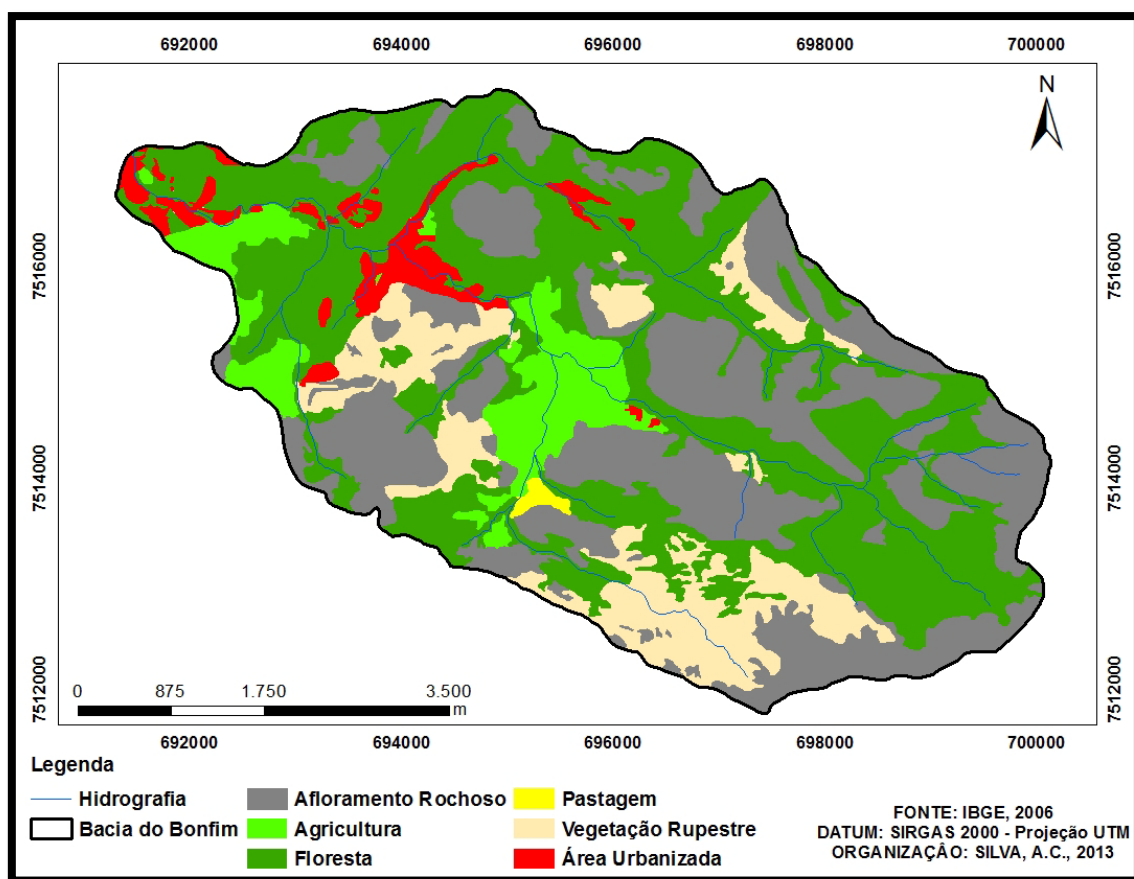 692000 694000 696000 698000 700000
N
7516000 7516000
7514000 7514000
7512000 7512000
0 875 1.750 3.500
m
692000 694000 696000 698000 700000
Legenda
Hidrografia
Bacia do Bonfim
Afloramento Rochoso
Agricultura
Floresta
Pastagem
Vegetação Rupestre
Área Urbanizada
FONTE: IBGE, 2006
DATUM: SIRGAS 2000 - Projeção UTM
ORGANIZAÇÃO: SILVA, A.C., 2013